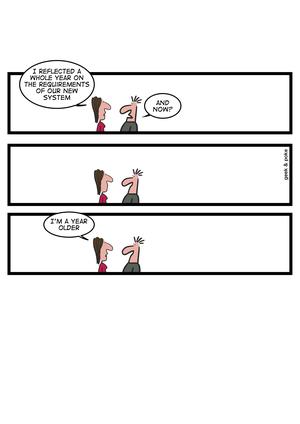 I REFLECTED A
WHOLE YEAR ON
THE REQUIREMENTS
OF OUR NEW
SYSTEM
AND
NOW?
geek & poke
I'M A YEAR
OLDER